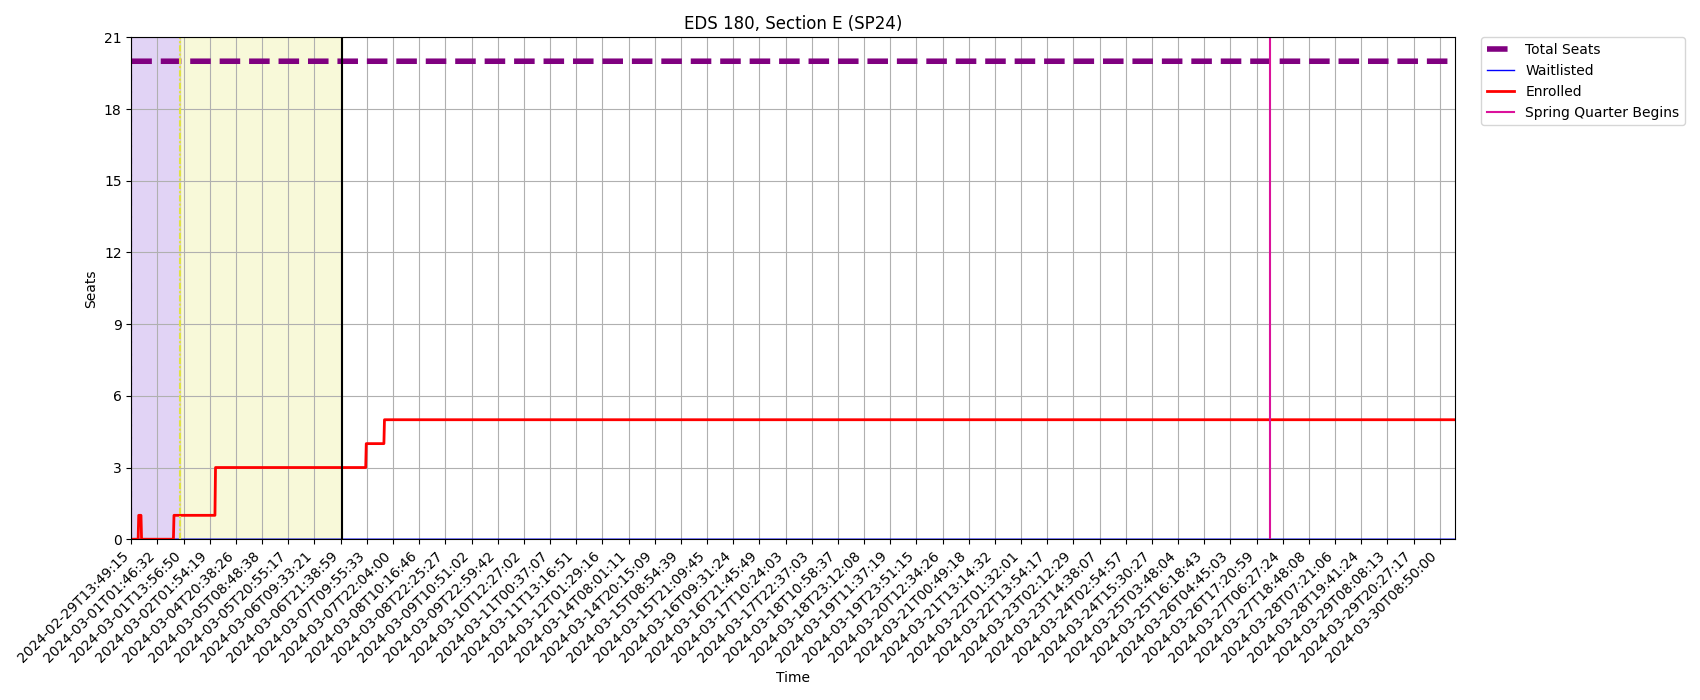 EDS 180, Section E (SP24)
Total Seats
Waitlisted
Enrolled
Spring Quarter Begins
Seats
21
18
15
12
9
6
3
0
2024-02-29T13:49:15
2024-03-01T01:46:32
2024-03-01T13:56:50
2024-03-02T01:54:19
2024-03-04T20:38:26
2024-03-05T08:48:38
2024-03-05T20:55:17
2024-03-06T09:33:21
2024-03-06T21:38:59
2024-03-07T09:55:33
2024-03-07T22:04:00
2024-03-08T10:16:46
2024-03-08T22:25:27
2024-03-09T10:51:02
2024-03-09T22:59:42
2024-03-10T12:27:02
2024-03-11T00:37:07
2024-03-11T13:16:51
2024-03-12T01:29:16
2024-03-14T08:01:11
2024-03-14T20:15:09
2024-03-15T08:54:39
2024-03-15T21:09:45
2024-03-16T09:31:24
2024-03-16T21:45:49
2024-03-17T10:24:03
2024-03-17T22:37:03
2024-03-18T10:58:37
2024-03-18T23:12:08
2024-03-19T11:37:19
2024-03-19T23:51:15
2024-03-20T12:34:26
2024-03-21T00:49:18
2024-03-21T13:14:32
2024-03-22T01:32:01
2024-03-22T13:54:17
2024-03-23T02:12:29
2024-03-23T14:38:07
2024-03-24T02:54:57
2024-03-24T15:30:27
2024-03-25T03:48:04
2024-03-25T16:18:43
2024-03-26T04:45:03
2024-03-26T17:20:59
2024-03-27T06:27:24
2024-03-27T18:48:08
2024-03-28T07:21:06
2024-03-28T19:41:24
2024-03-29T08:08:13
2024-03-29T20:27:17
2024-03-30T08:50:00
Time